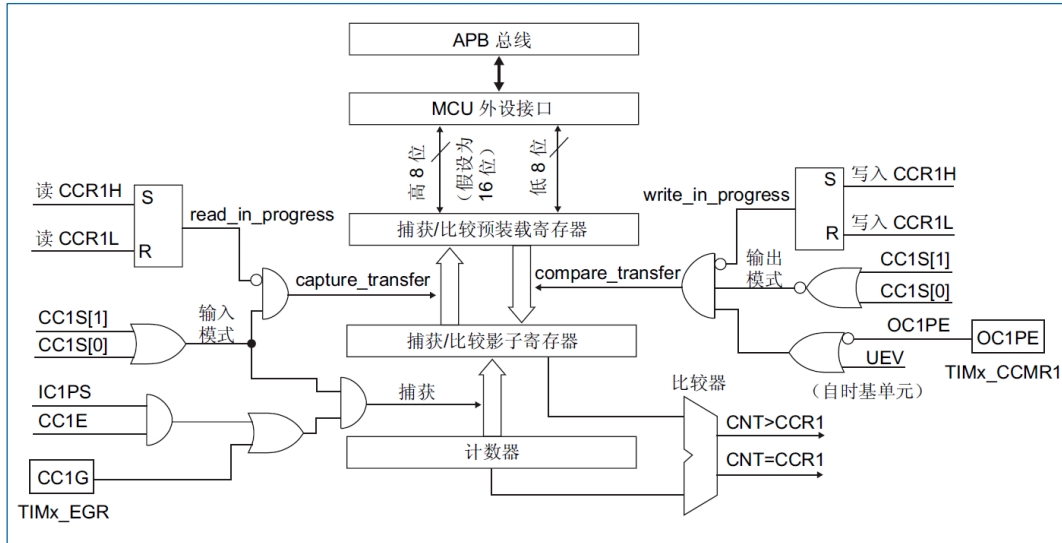 APB 总线
MCU 外设接口
高 8 位
(假设为
16 位)
低 8 位
读 CCR1H
S
read_in_progress
读 CCR1L
R
捕获/比较预装载寄存器
write_in_progress
S
写入 CCR1H
R
写入 CCR1L
capture_transfer
compare_transfer
输出
模式
CC1S[1]
CC1S[0]
CC1S[1]
CC1S[0]
输入
模式
捕获/比较影子寄存器
OC1PE
OC1PE
UEV
TIMx_CCMR1
(自时基单元)
IC1PS
CC1E
捕获
比较器
CNT>CCR1
计数器
CNT=CCR1
CC1G
TIMx_EGR